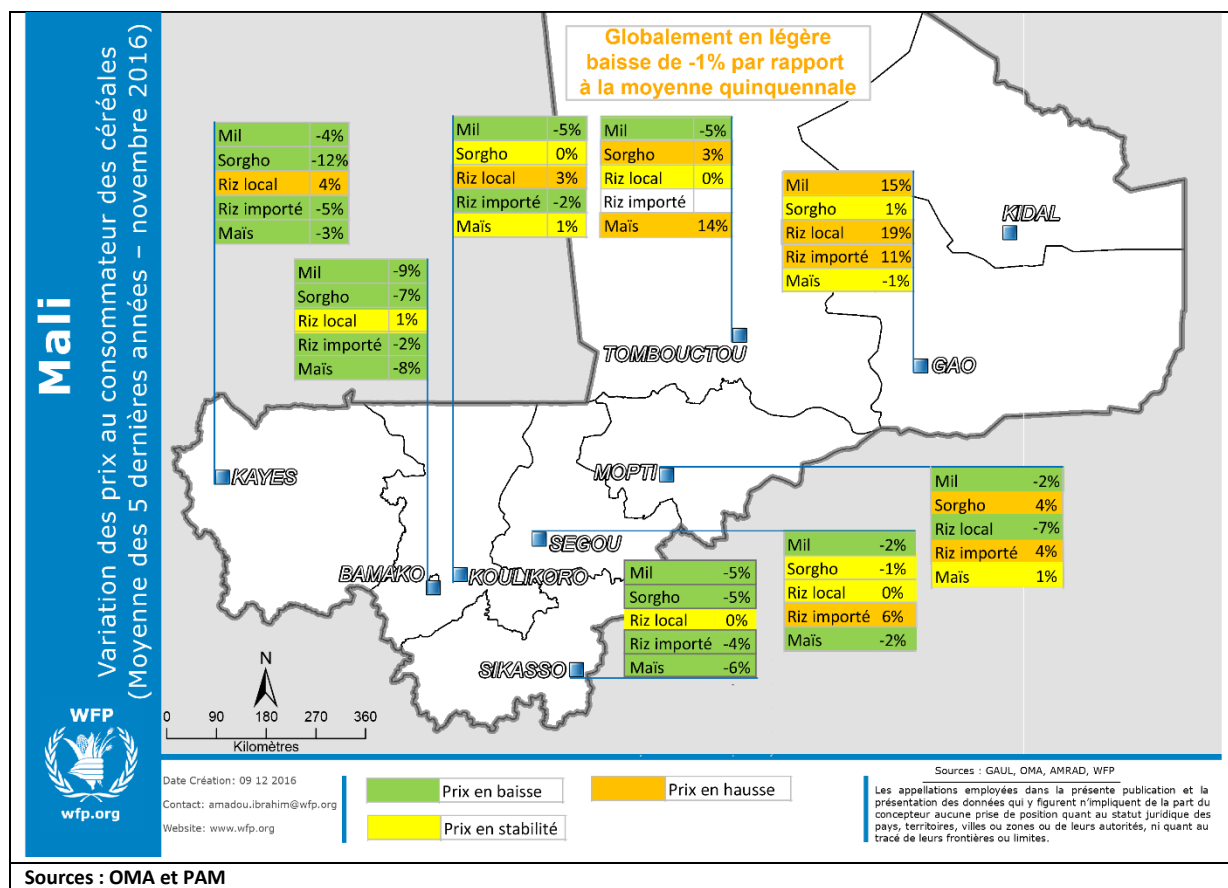 Mali
Variation des prix au consommateur des céréales
(Moyenne des 5 dernières années – novembre 2016)
WFP
wfp.org
Globalement en légère
baisse de -1% par rapport
à la moyenne quinquennale
Mil -4%
Sorgho -12%
Riz local 4%
Riz importé -5%
Maïs -3%
Mil -5%
Sorgho 0%
Riz local 3%
Riz importé -2%
Maïs 1%
Mil -5%
Sorgho 3%
Riz local 0%
Riz importé
Maïs 14%
Mil 15%
Sorgho 1%
Riz local 19%
Riz importé 11%
Maïs -1%
Mil -9%
Sorgho -7%
Riz local 1%
Riz importé -2%
Maïs -8%
KIDAL
TOMBOUCTOU
GAO
KAYES
MOPTI
SEGOU
BAMAKO
KOULIKORO
SIKASSO
Mil -2%
Sorgho 4%
Riz local -7%
Riz importé 4%
Maïs 1%
Mil -2%
Sorgho -1%
Riz local 0%
Riz importé 6%
Maïs -2%
Mil -5%
Sorgho -5%
Riz local 0%
Riz importé -4%
Maïs -6%
N
0 90 180 270 360
Kilomètres
Date Création: 09 12 2016
Contact: amadou.ibrahim@wfp.org
Website: www.wfp.org
Prix en baisse
Prix en hausse
Prix en stabilité
Sources : GAUL, OMA, AMRAD, WFP
Les appellations employées dans la présente publication et la
présentation des données qui y figurent n'impliquent de la part du
concepteur aucune prise de position quant au statut juridique des
pays, territoires, villes ou zones ou de leurs autorités, ni quant au
tracé de leurs frontières ou limites.
Sources : OMA et PAM